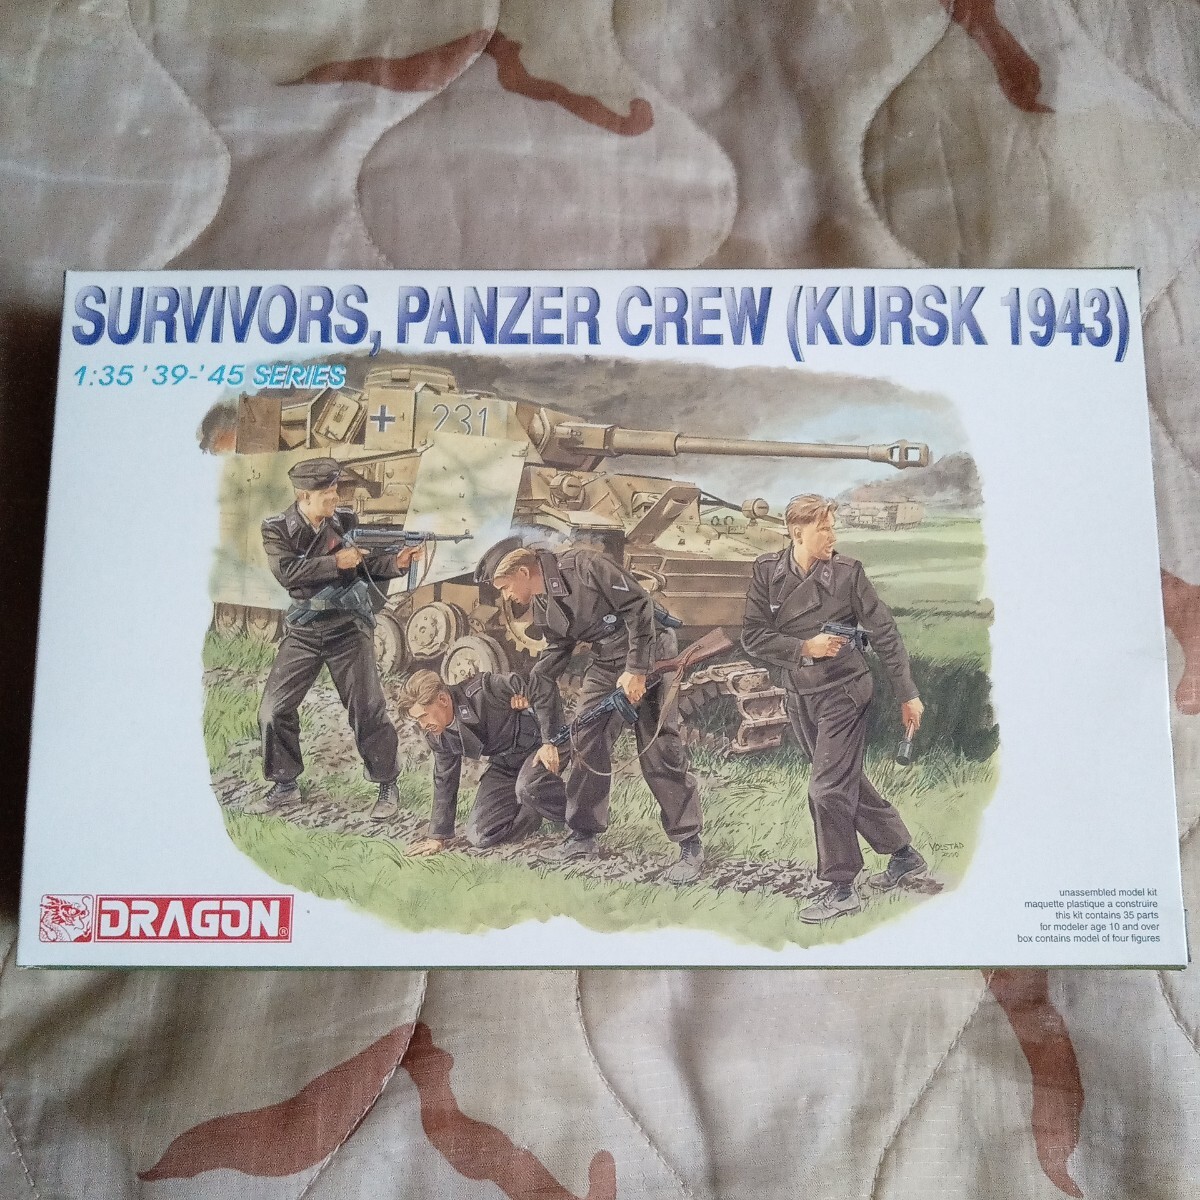 SURVIVORS, PANZER CREW (KURSK 1943)
1:35 '39-'45 SERIES
231
VOLSTAD
DRAGON®
unassembled model kit
maquette plastique a construire
this kit contains 35 parts
for modeler age 10 and over
box contains model of four figures